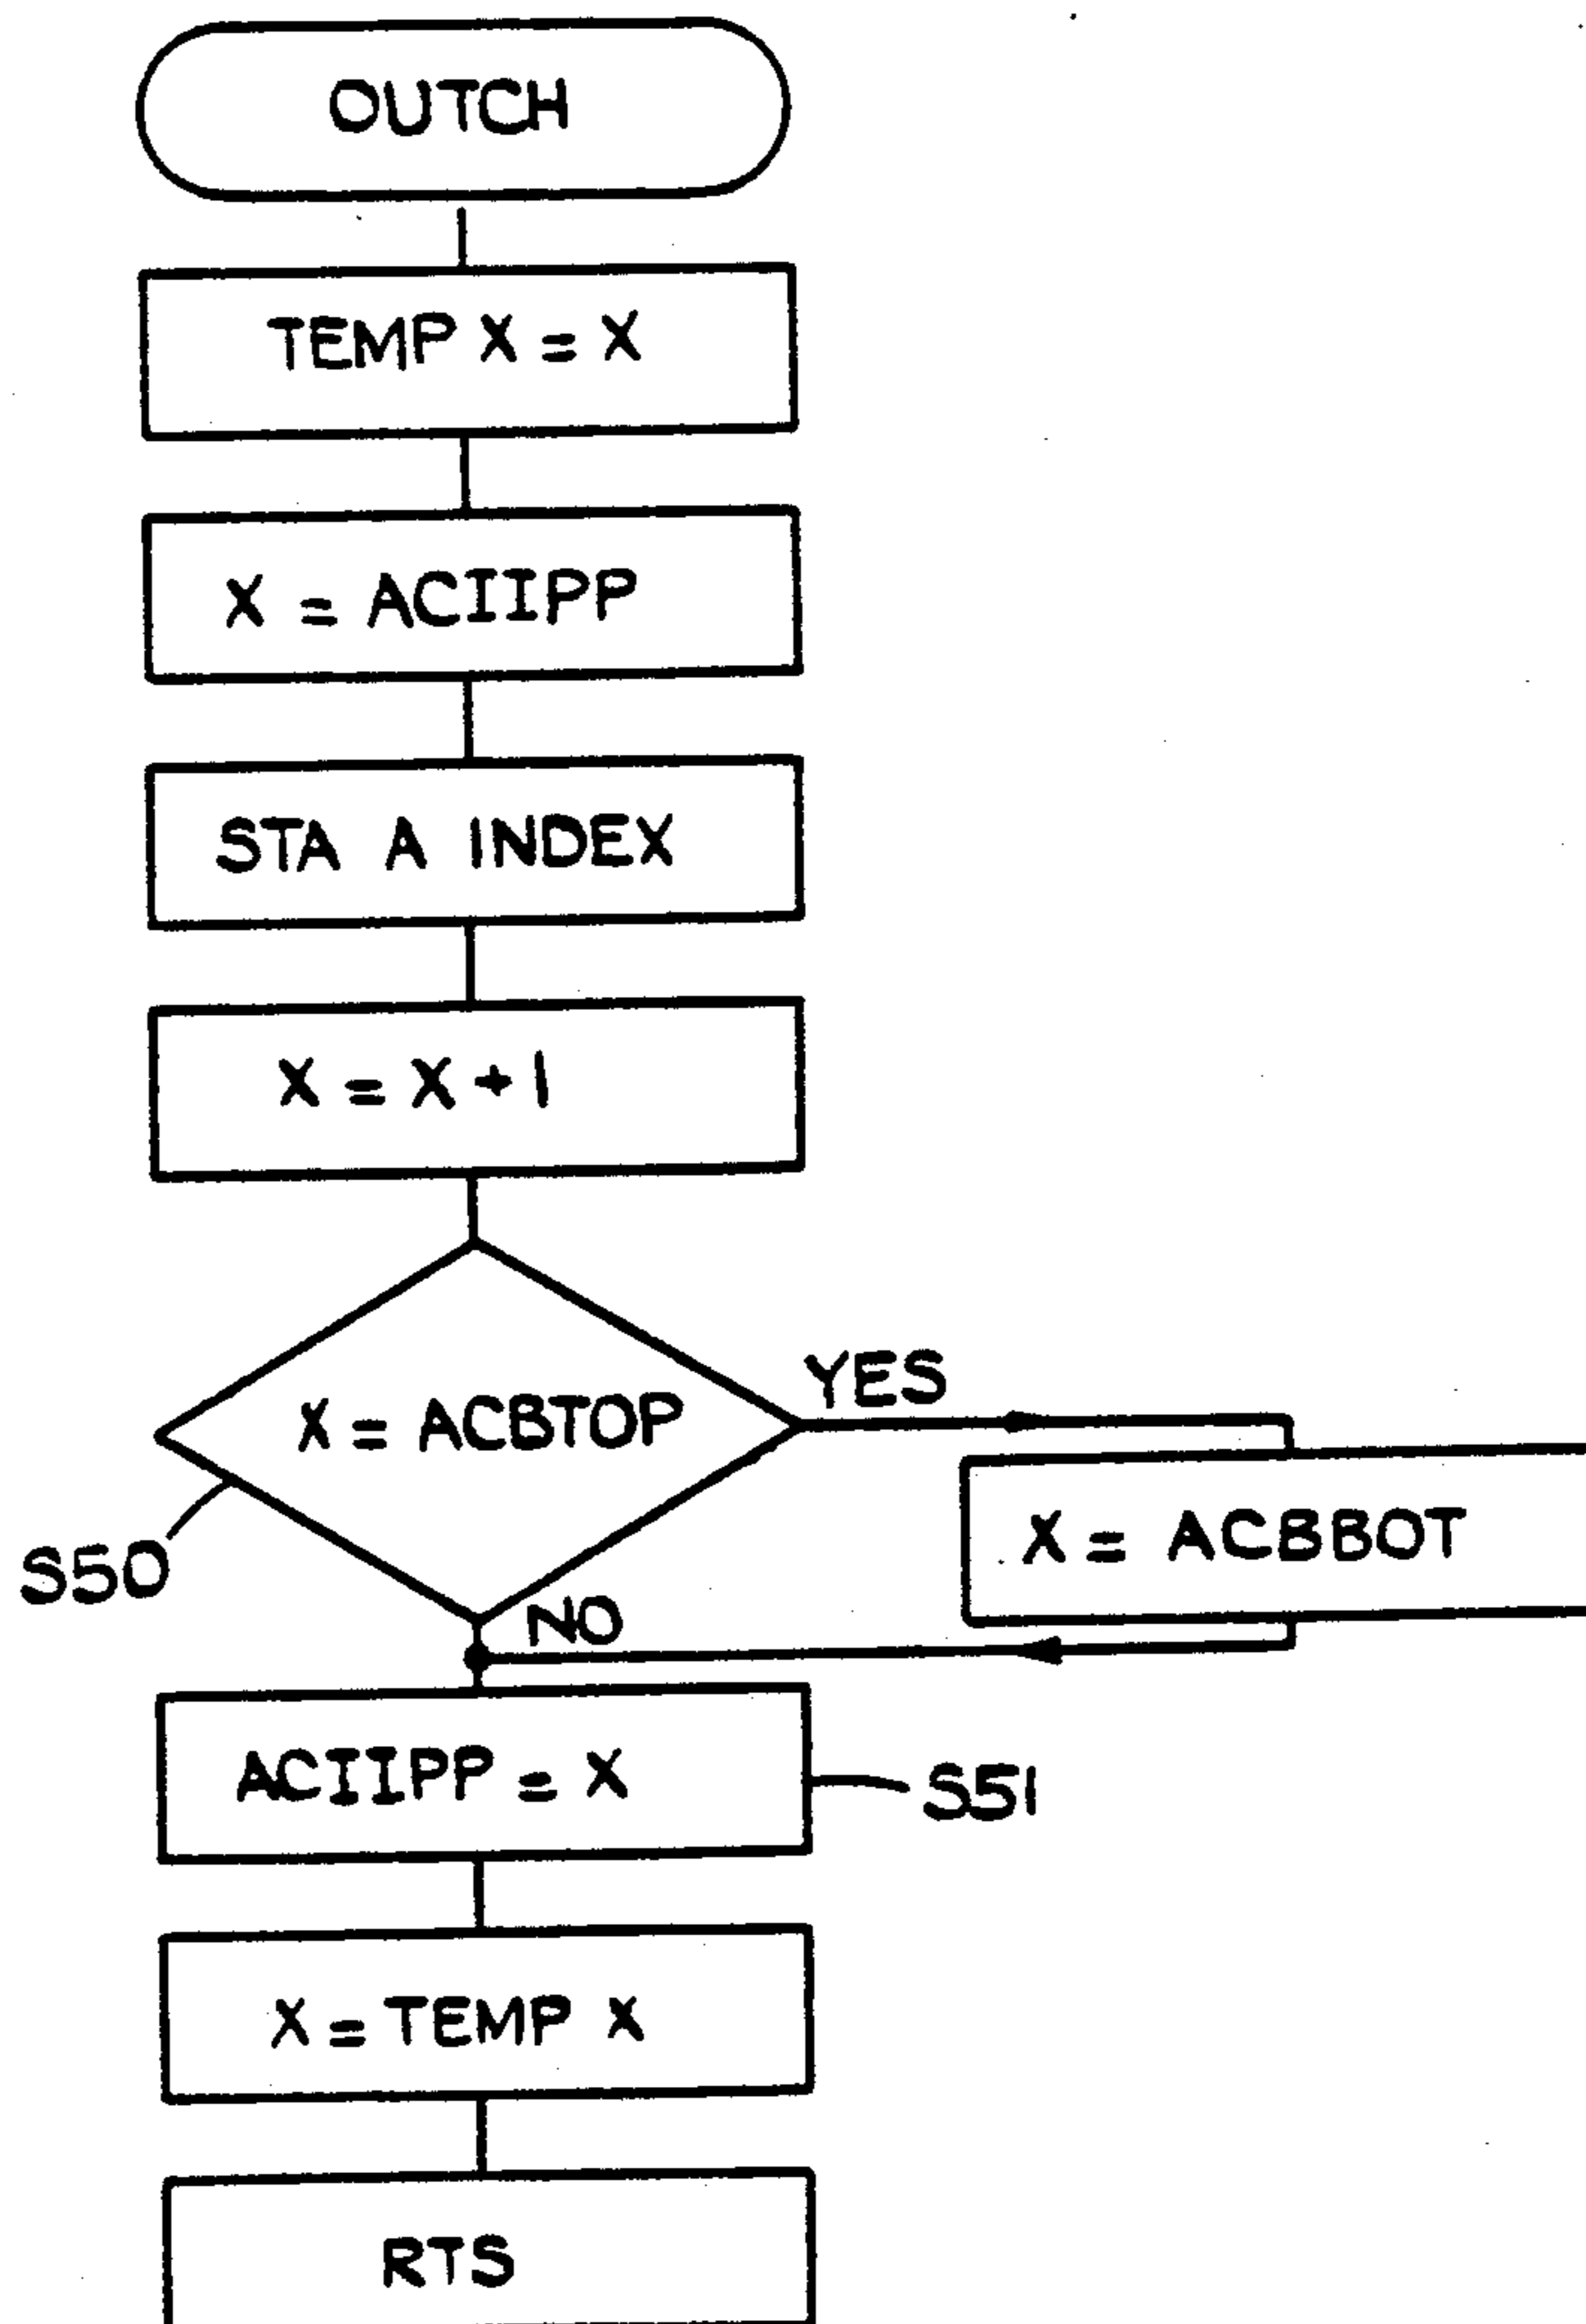 OUTCH
TEMP X = X
X = ACIIPP
STA A INDEX
X = X + 1
YES
X = ACBTOP
X = ACBBOT
S50
NO
ACIIPP = X
S51
X = TEMP X
RTS